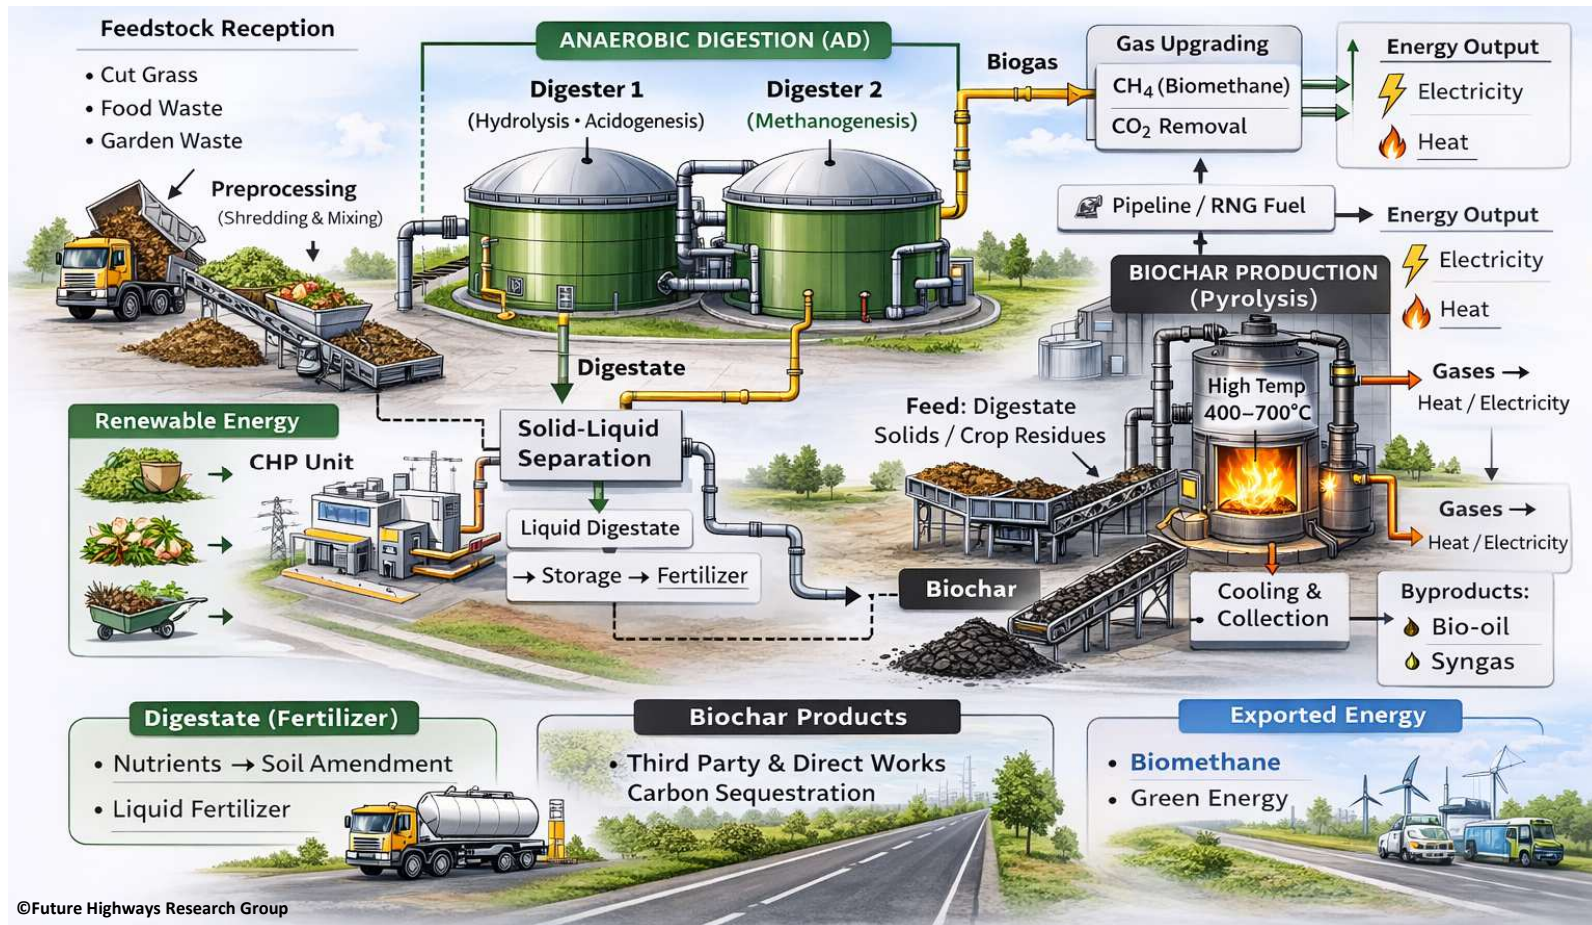 Feedstock Reception
• Cut Grass
• Food Waste
• Garden Waste
Preprocessing
(Shredding & Mixing)
ANAEROBIC DIGESTION (AD)
Digester 1
(Hydrolysis • Acidogenesis)
Digester 2
(Methanogenesis)
Biogas
Gas Upgrading
CH₄ (Biomethane)
CO₂ Removal
Energy Output
Electricity
Heat
Pipeline / RNG Fuel
Energy Output
Electricity
Heat
BIOCHAR PRODUCTION
(Pyrolysis)
High Temp
400–700°C
Gases →
Heat / Electricity
Gases →
Heat / Electricity
Feed: Digestate
Solids / Crop Residues
Digestate
Solid-Liquid
Separation
Liquid Digestate
→ Storage → Fertilizer
Renewable Energy
CHP Unit
Biochar
Cooling &
Collection
Byproducts:
Bio-oil
Syngas
Digestate (Fertilizer)
• Nutrients → Soil Amendment
• Liquid Fertilizer
Biochar Products
• Third Party & Direct Works
Carbon Sequestration
Exported Energy
• Biomethane
• Green Energy
©Future Highways Research Group